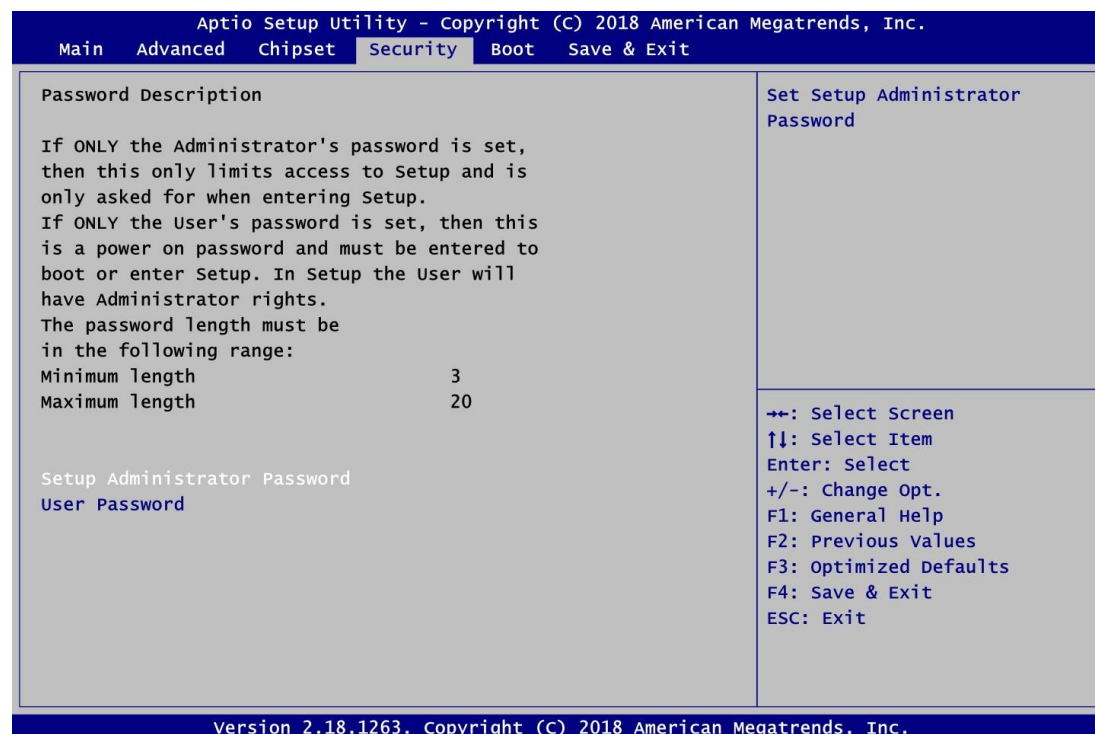 Aptio Setup Utility - Copyright (C) 2018 American Megatrends, Inc.
Main Advanced Chipset Security Boot Save & Exit
Password Description
If ONLY the Administrator's password is set,
then this only limits access to Setup and is
only asked for when entering Setup.
If ONLY the User's password is set, then this
is a power on password and must be entered to
boot or enter Setup. In Setup the User will
have Administrator rights.
The password length must be
in the following range:
Minimum length 3
Maximum length 20
Setup Administrator Password
User Password
Set Setup Administrator
Password
→←: Select Screen
↑↓: Select Item
Enter: Select
+/-: Change Opt.
F1: General Help
F2: Previous Values
F3: Optimized Defaults
F4: Save & Exit
ESC: Exit
Version 2.18.1263. Copyright (C) 2018 American Megatrends, Inc.